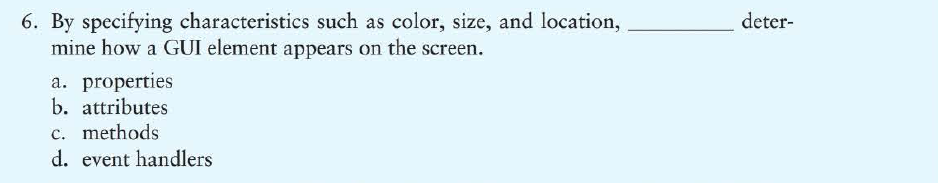 6. By specifying characteristics such as color, size, and location, __________ deter-
mine how a GUI element appears on the screen.
a. properties
b. attributes
c. methods
d. event handlers